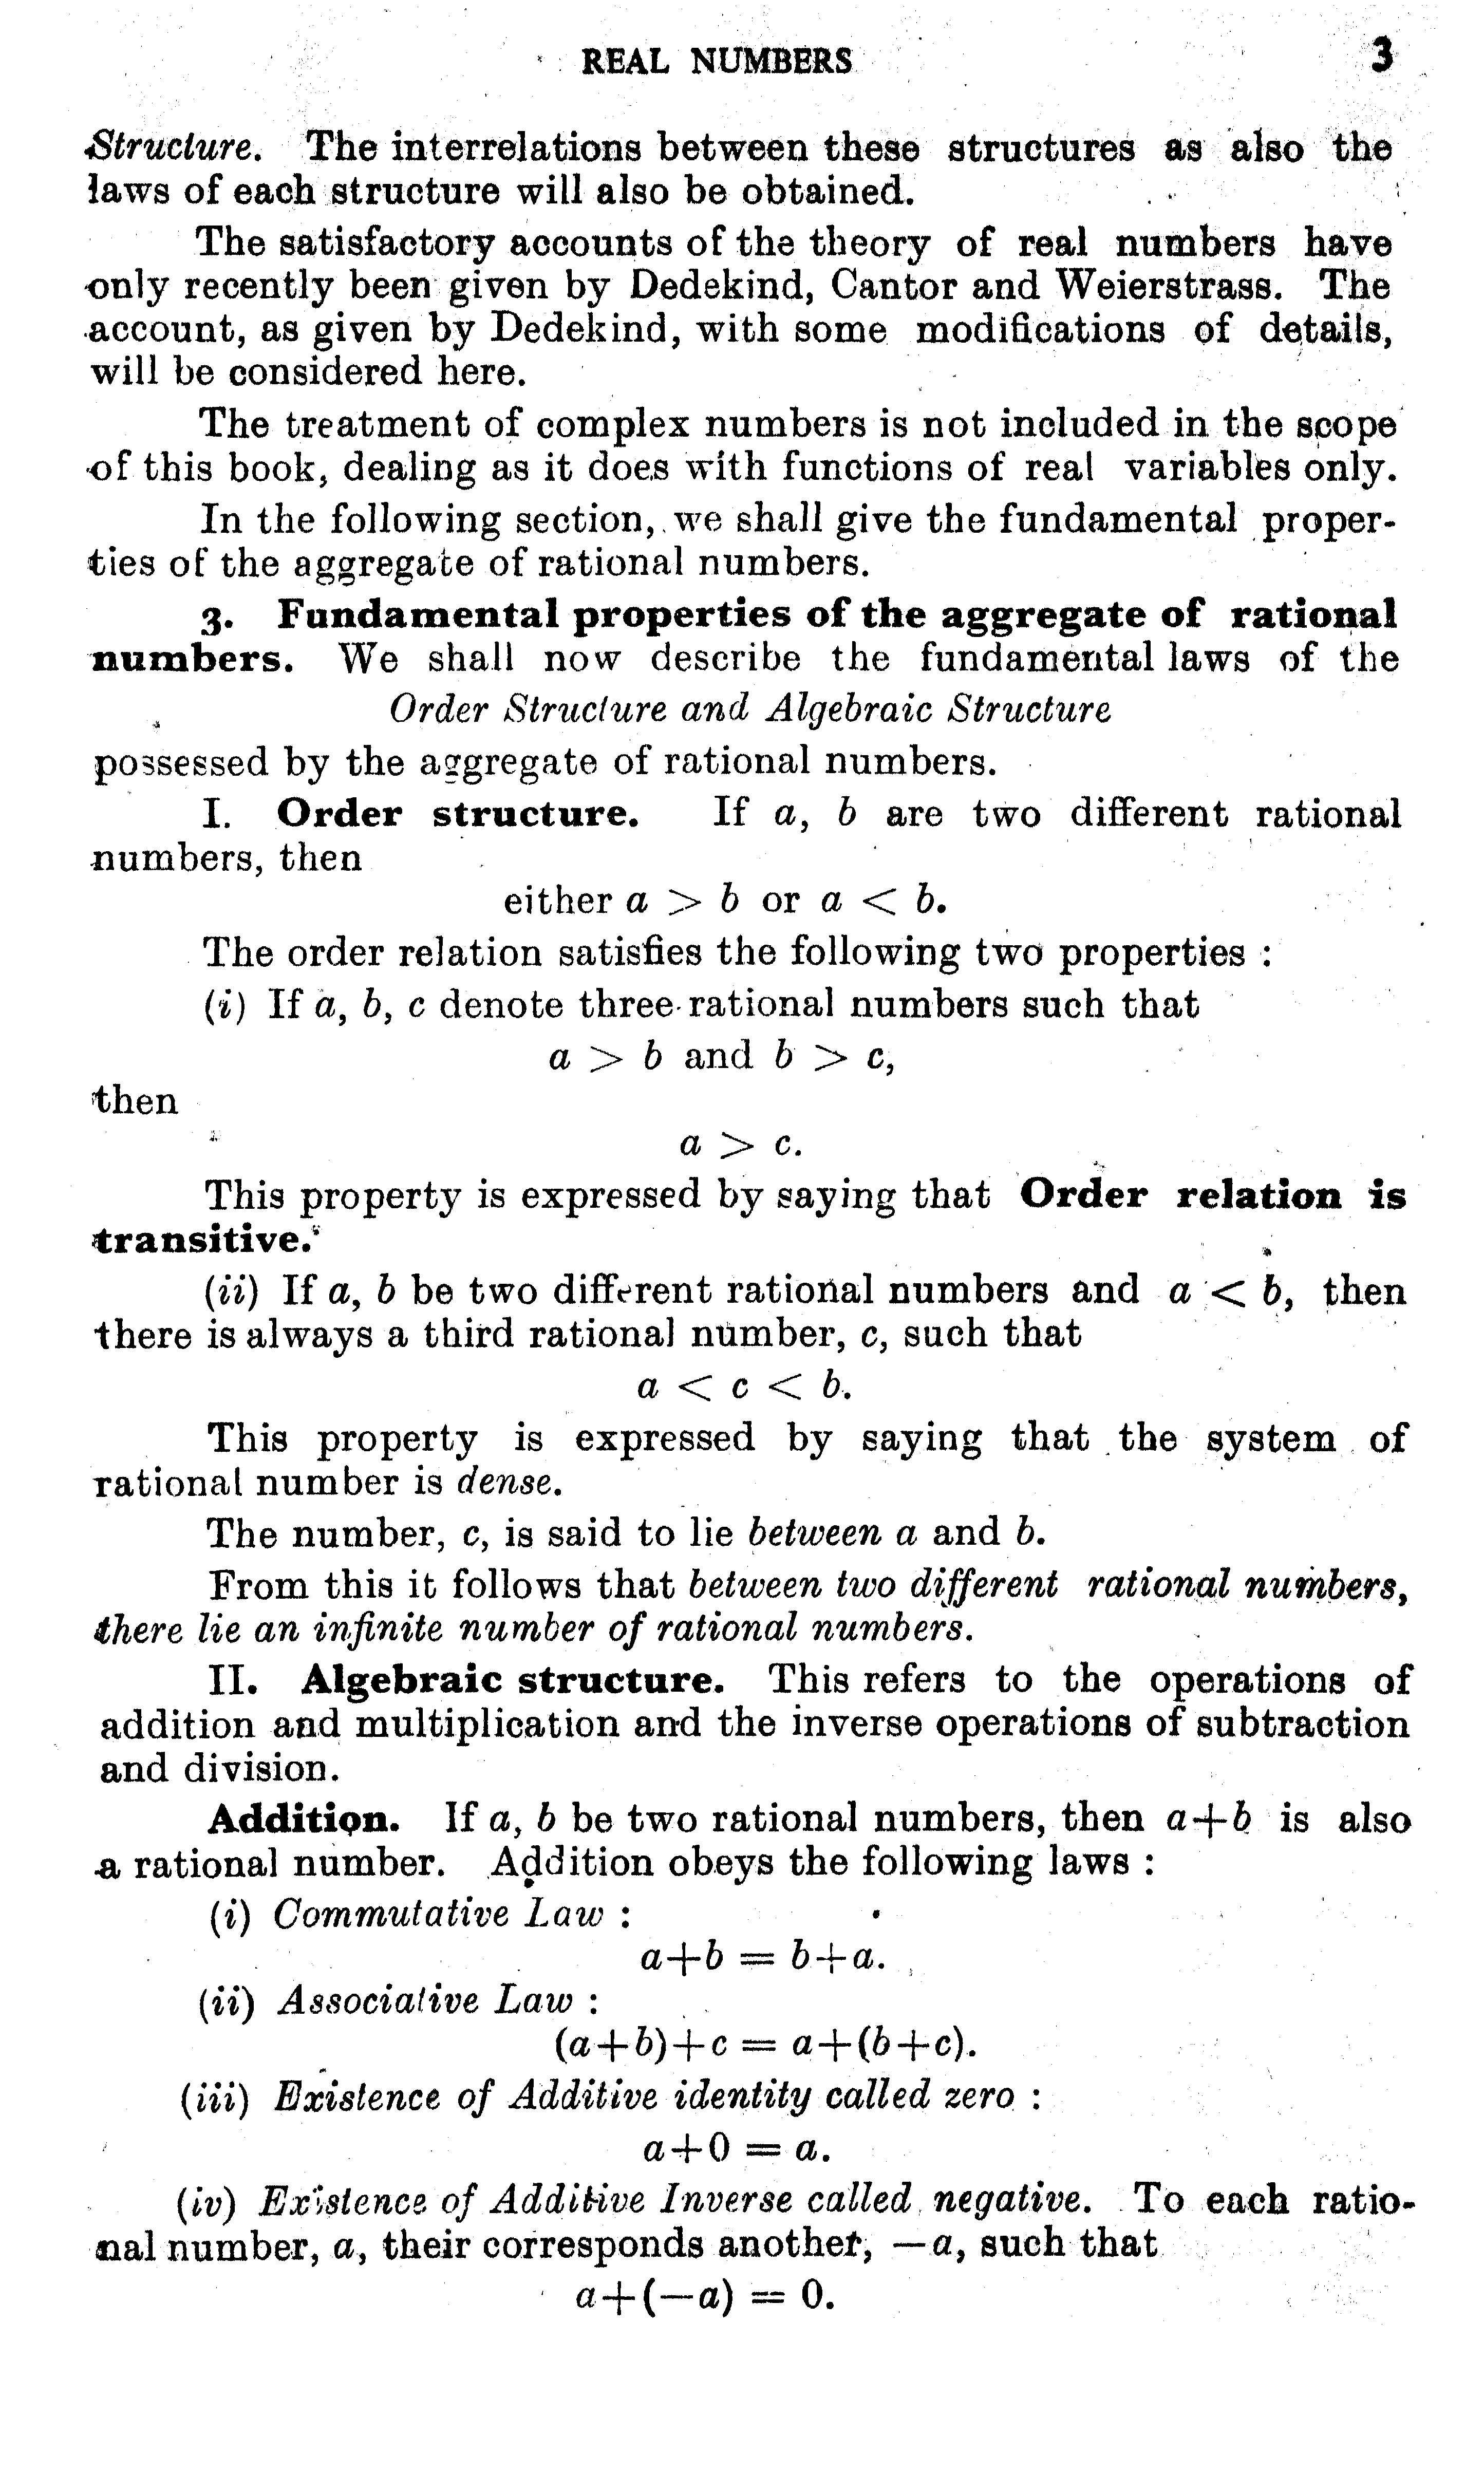 REAL NUMBERS 3
Structure. The interrelations between these structures as also the
laws of each structure will also be obtained.
The satisfactory accounts of the theory of real numbers have
only recently been given by Dedekind, Cantor and Weierstrass. The
account, as given by Dedekind, with some modifications of details,
will be considered here.
The treatment of complex numbers is not included in the scope
of this book, dealing as it does with functions of real variables only.
In the following section, we shall give the fundamental proper-
ties of the aggregate of rational numbers.
3. Fundamental properties of the aggregate of rational
numbers. We shall now describe the fundamental laws of the
Order Structure and Algebraic Structure
possessed by the aggregate of rational numbers.
I. Order structure. If a, b are two different rational
numbers, then
either a > b or a < b.
The order relation satisfies the following two properties :
(i) If a, b, c denote three rational numbers such that
a > b and b > c,
then
a > c.
This property is expressed by saying that Order relation is
transitive.
(ii) If a, b be two different rational numbers and a < b, then
there is always a third rational number, c, such that
a < c < b.
This property is expressed by saying that the system of
rational number is dense.
The number, c, is said to lie between a and b.
From this it follows that between two different rational numbers,
there lie an infinite number of rational numbers.
II. Algebraic structure. This refers to the operations of
addition and multiplication and the inverse operations of subtraction
and division.
Addition. If a, b be two rational numbers, then a+b is also
a rational number. Addition obeys the following laws :
(i) Commutative Law :
a+b = b+a.
(ii) Associative Law :
(a+b)+c = a+(b+c).
(iii) Existence of Additive identity called zero :
a+0 = a.
(iv) Existence of Additive Inverse called negative. To each ratio-
nal number, a, their corresponds another, —a, such that
a+(—a) = 0.